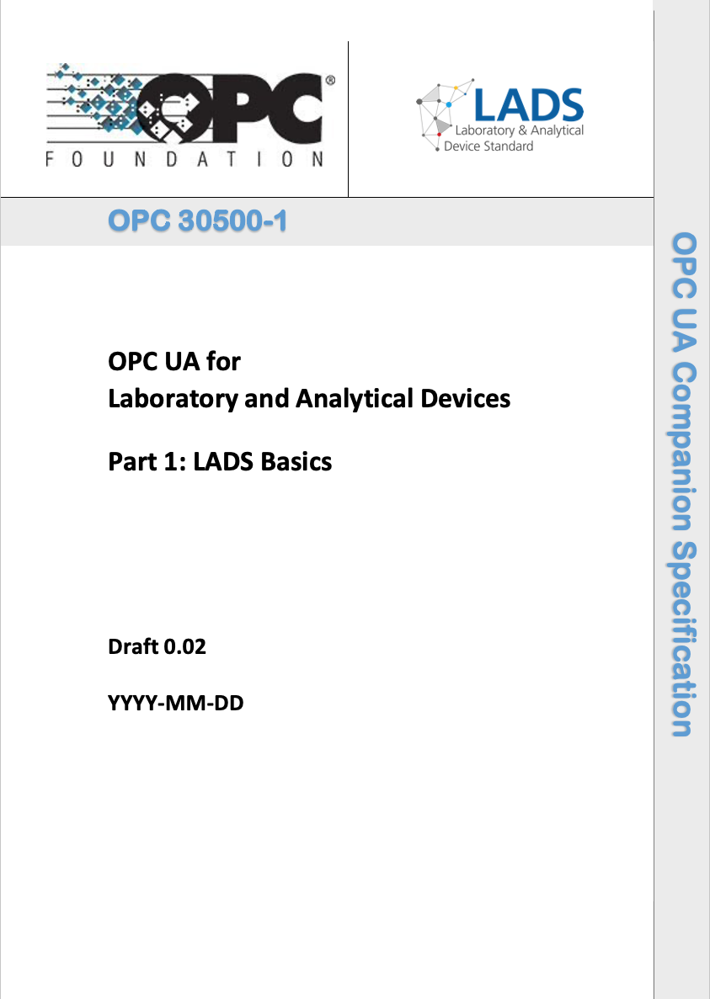 OPC®
FOUNDATION
LADS
Laboratory & Analytical
Device Standard
OPC 30500-1
OPC UA for
Laboratory and Analytical Devices
Part 1: LADS Basics
Draft 0.02
YYYY-MM-DD
OPC UA Companion Specification